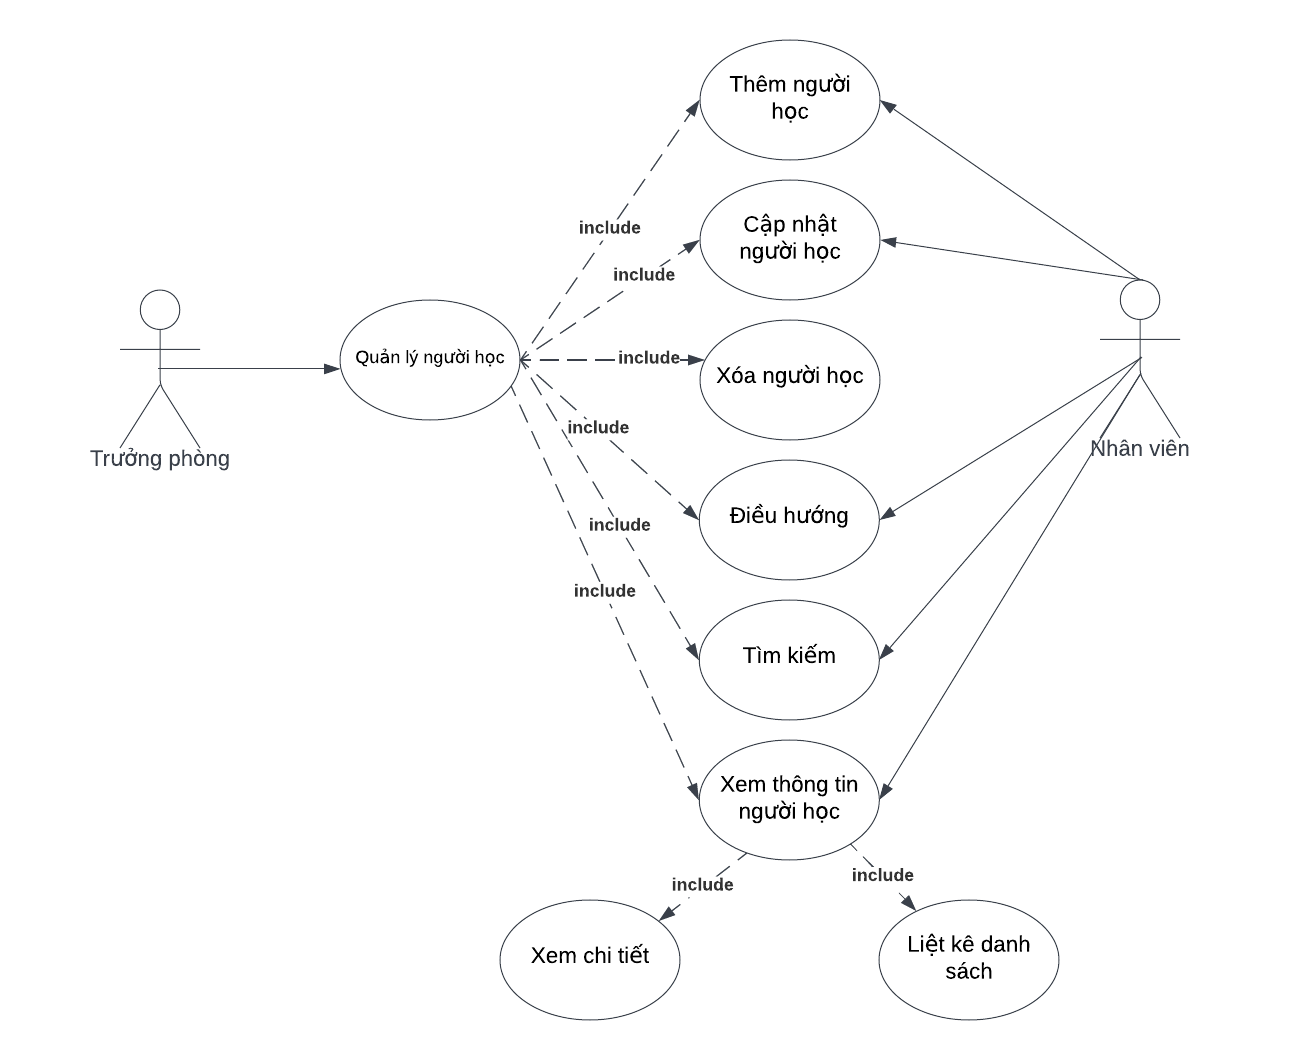 Thêm người
học
include
Cập nhật
người học
include
Quản lý người học
include
Xóa người học
Trưởng phòng
Nhân viên
include
Điều hướng
include
include
Tìm kiếm
Xem thông tin
người học
include
include
Xem chi tiết
Liệt kê danh
sách